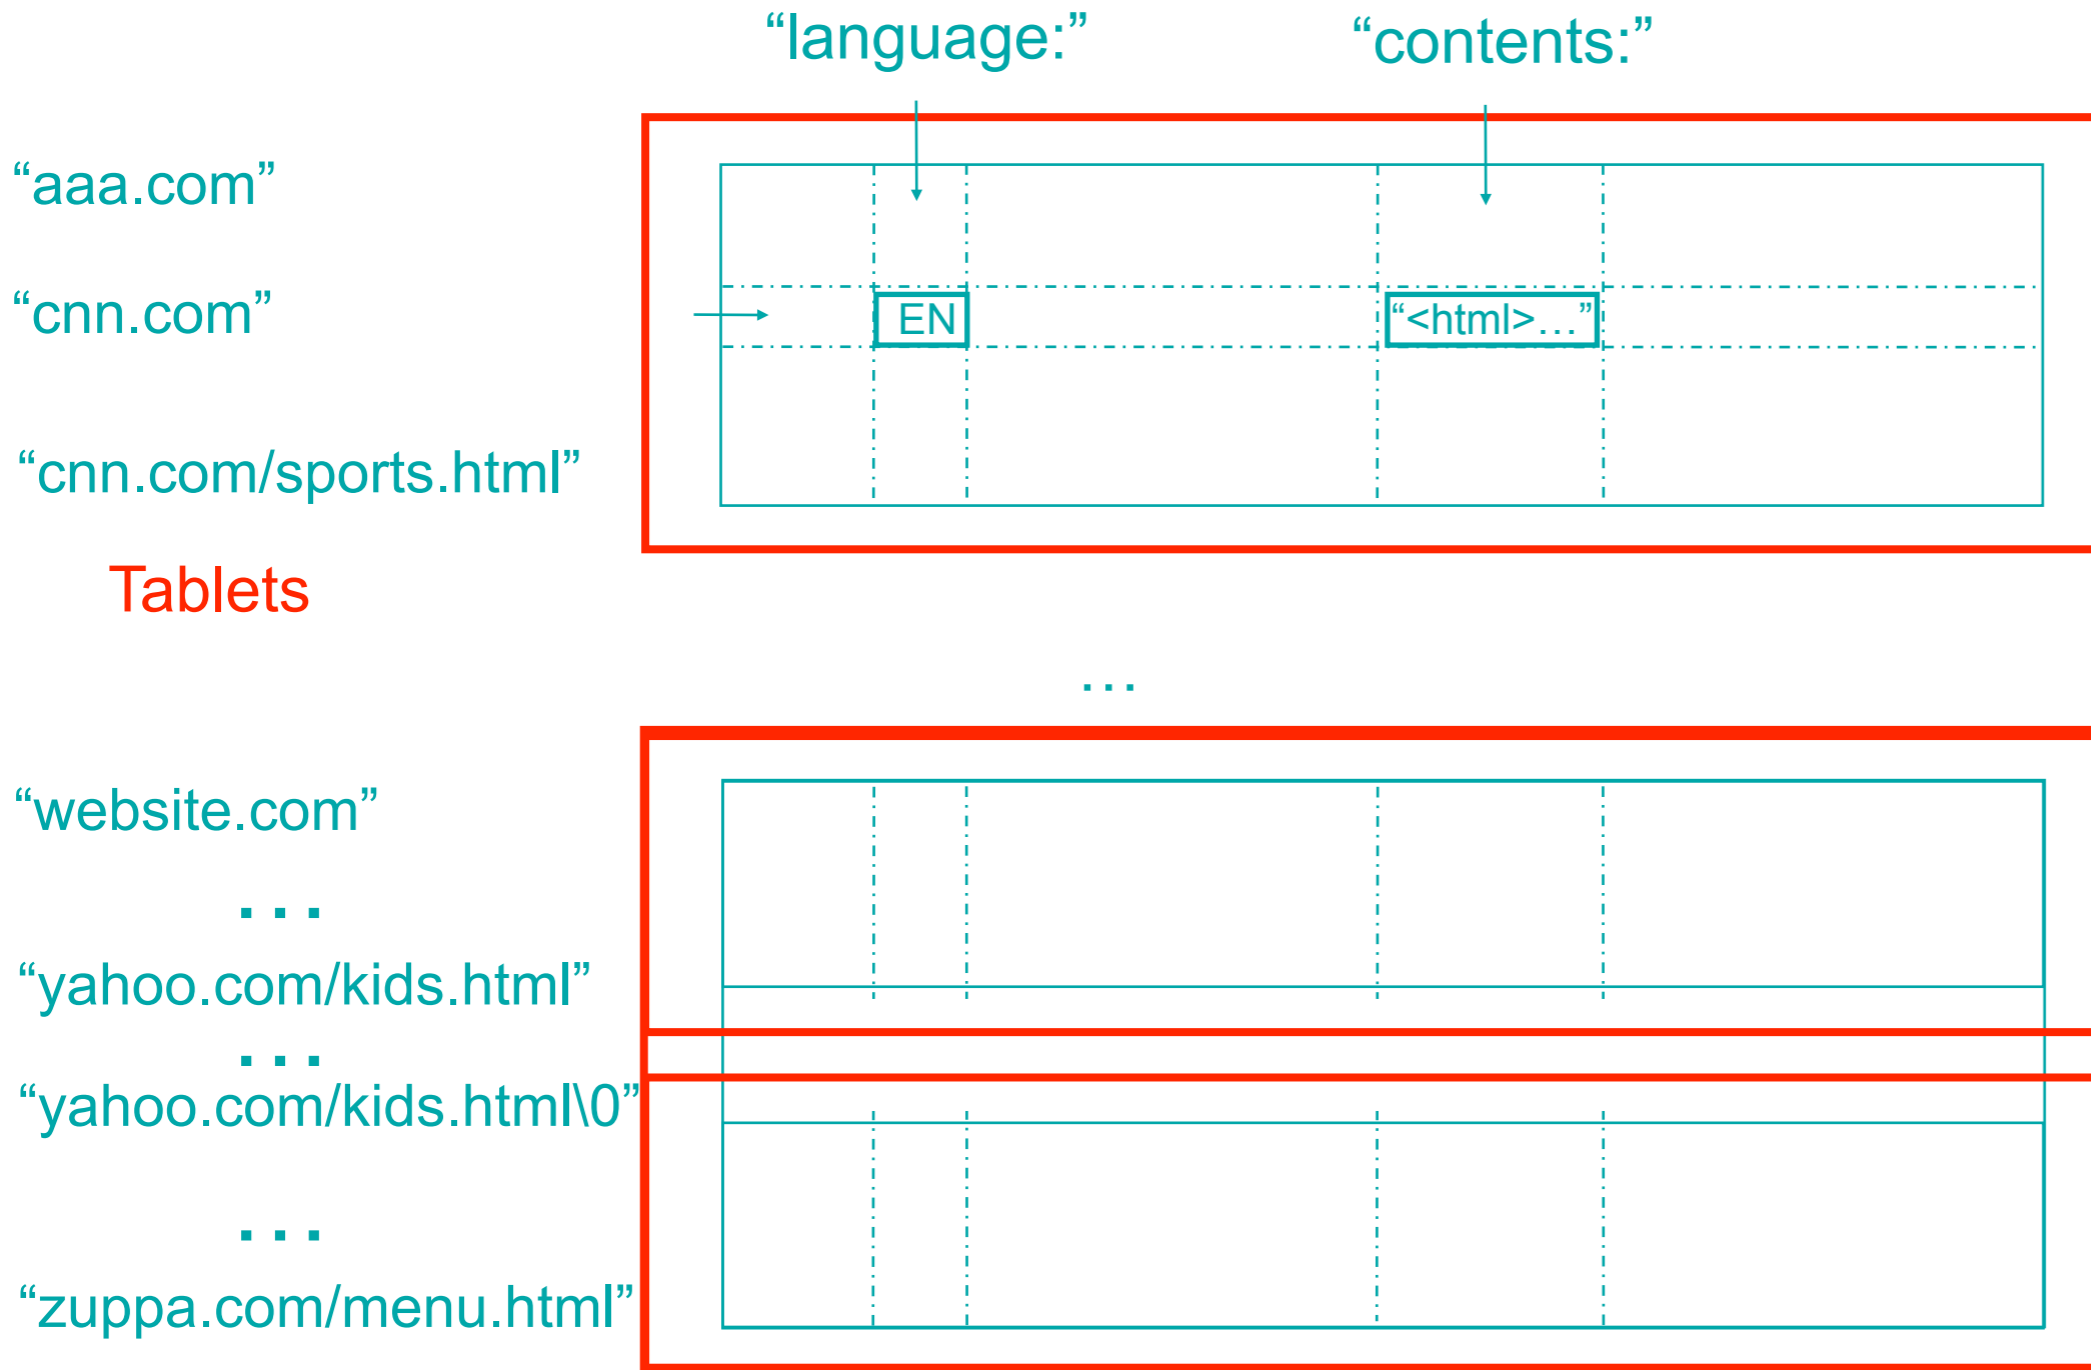 “language:” “contents:”
“aaa.com”
“cnn.com” EN “<html>…”
“cnn.com/sports.html”
Tablets
…
“website.com”
…
“yahoo.com/kids.html”
…
“yahoo.com/kids.html\0”
…
“zuppa.com/menu.html”